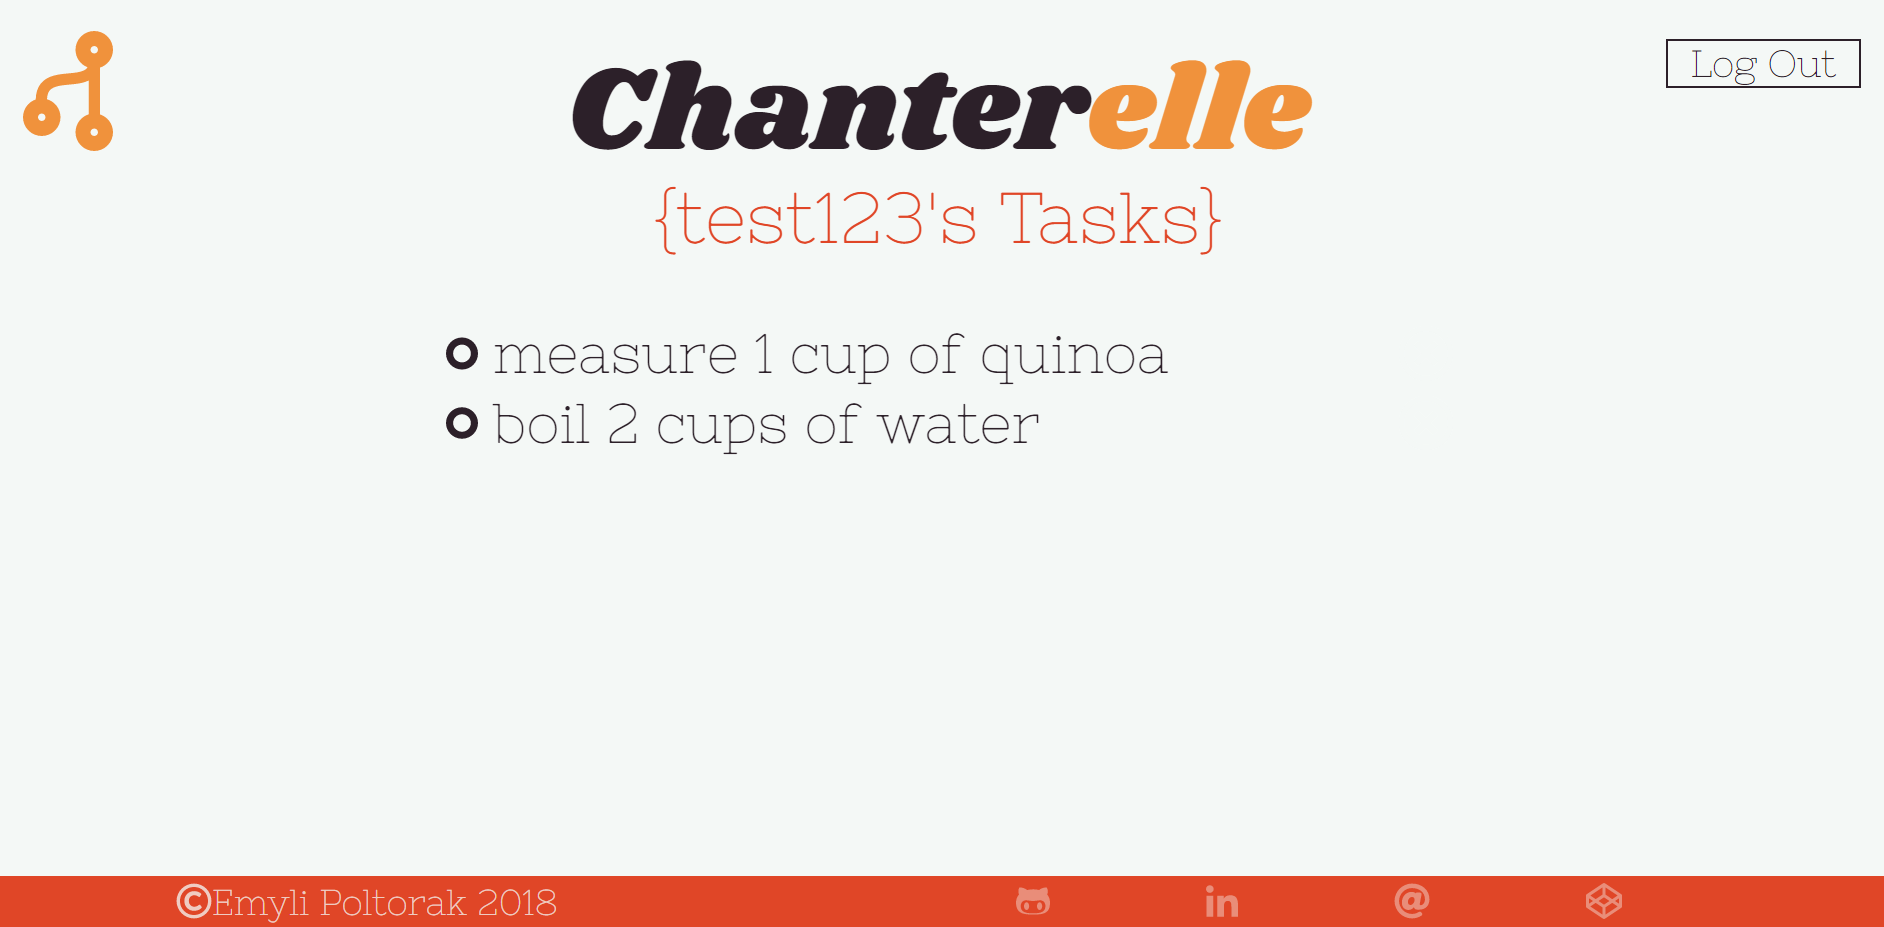 Chanterelle
Log Out
{test123's Tasks}
measure 1 cup of quinoa
boil 2 cups of water
©Emyli Poltorak 2018
in
@